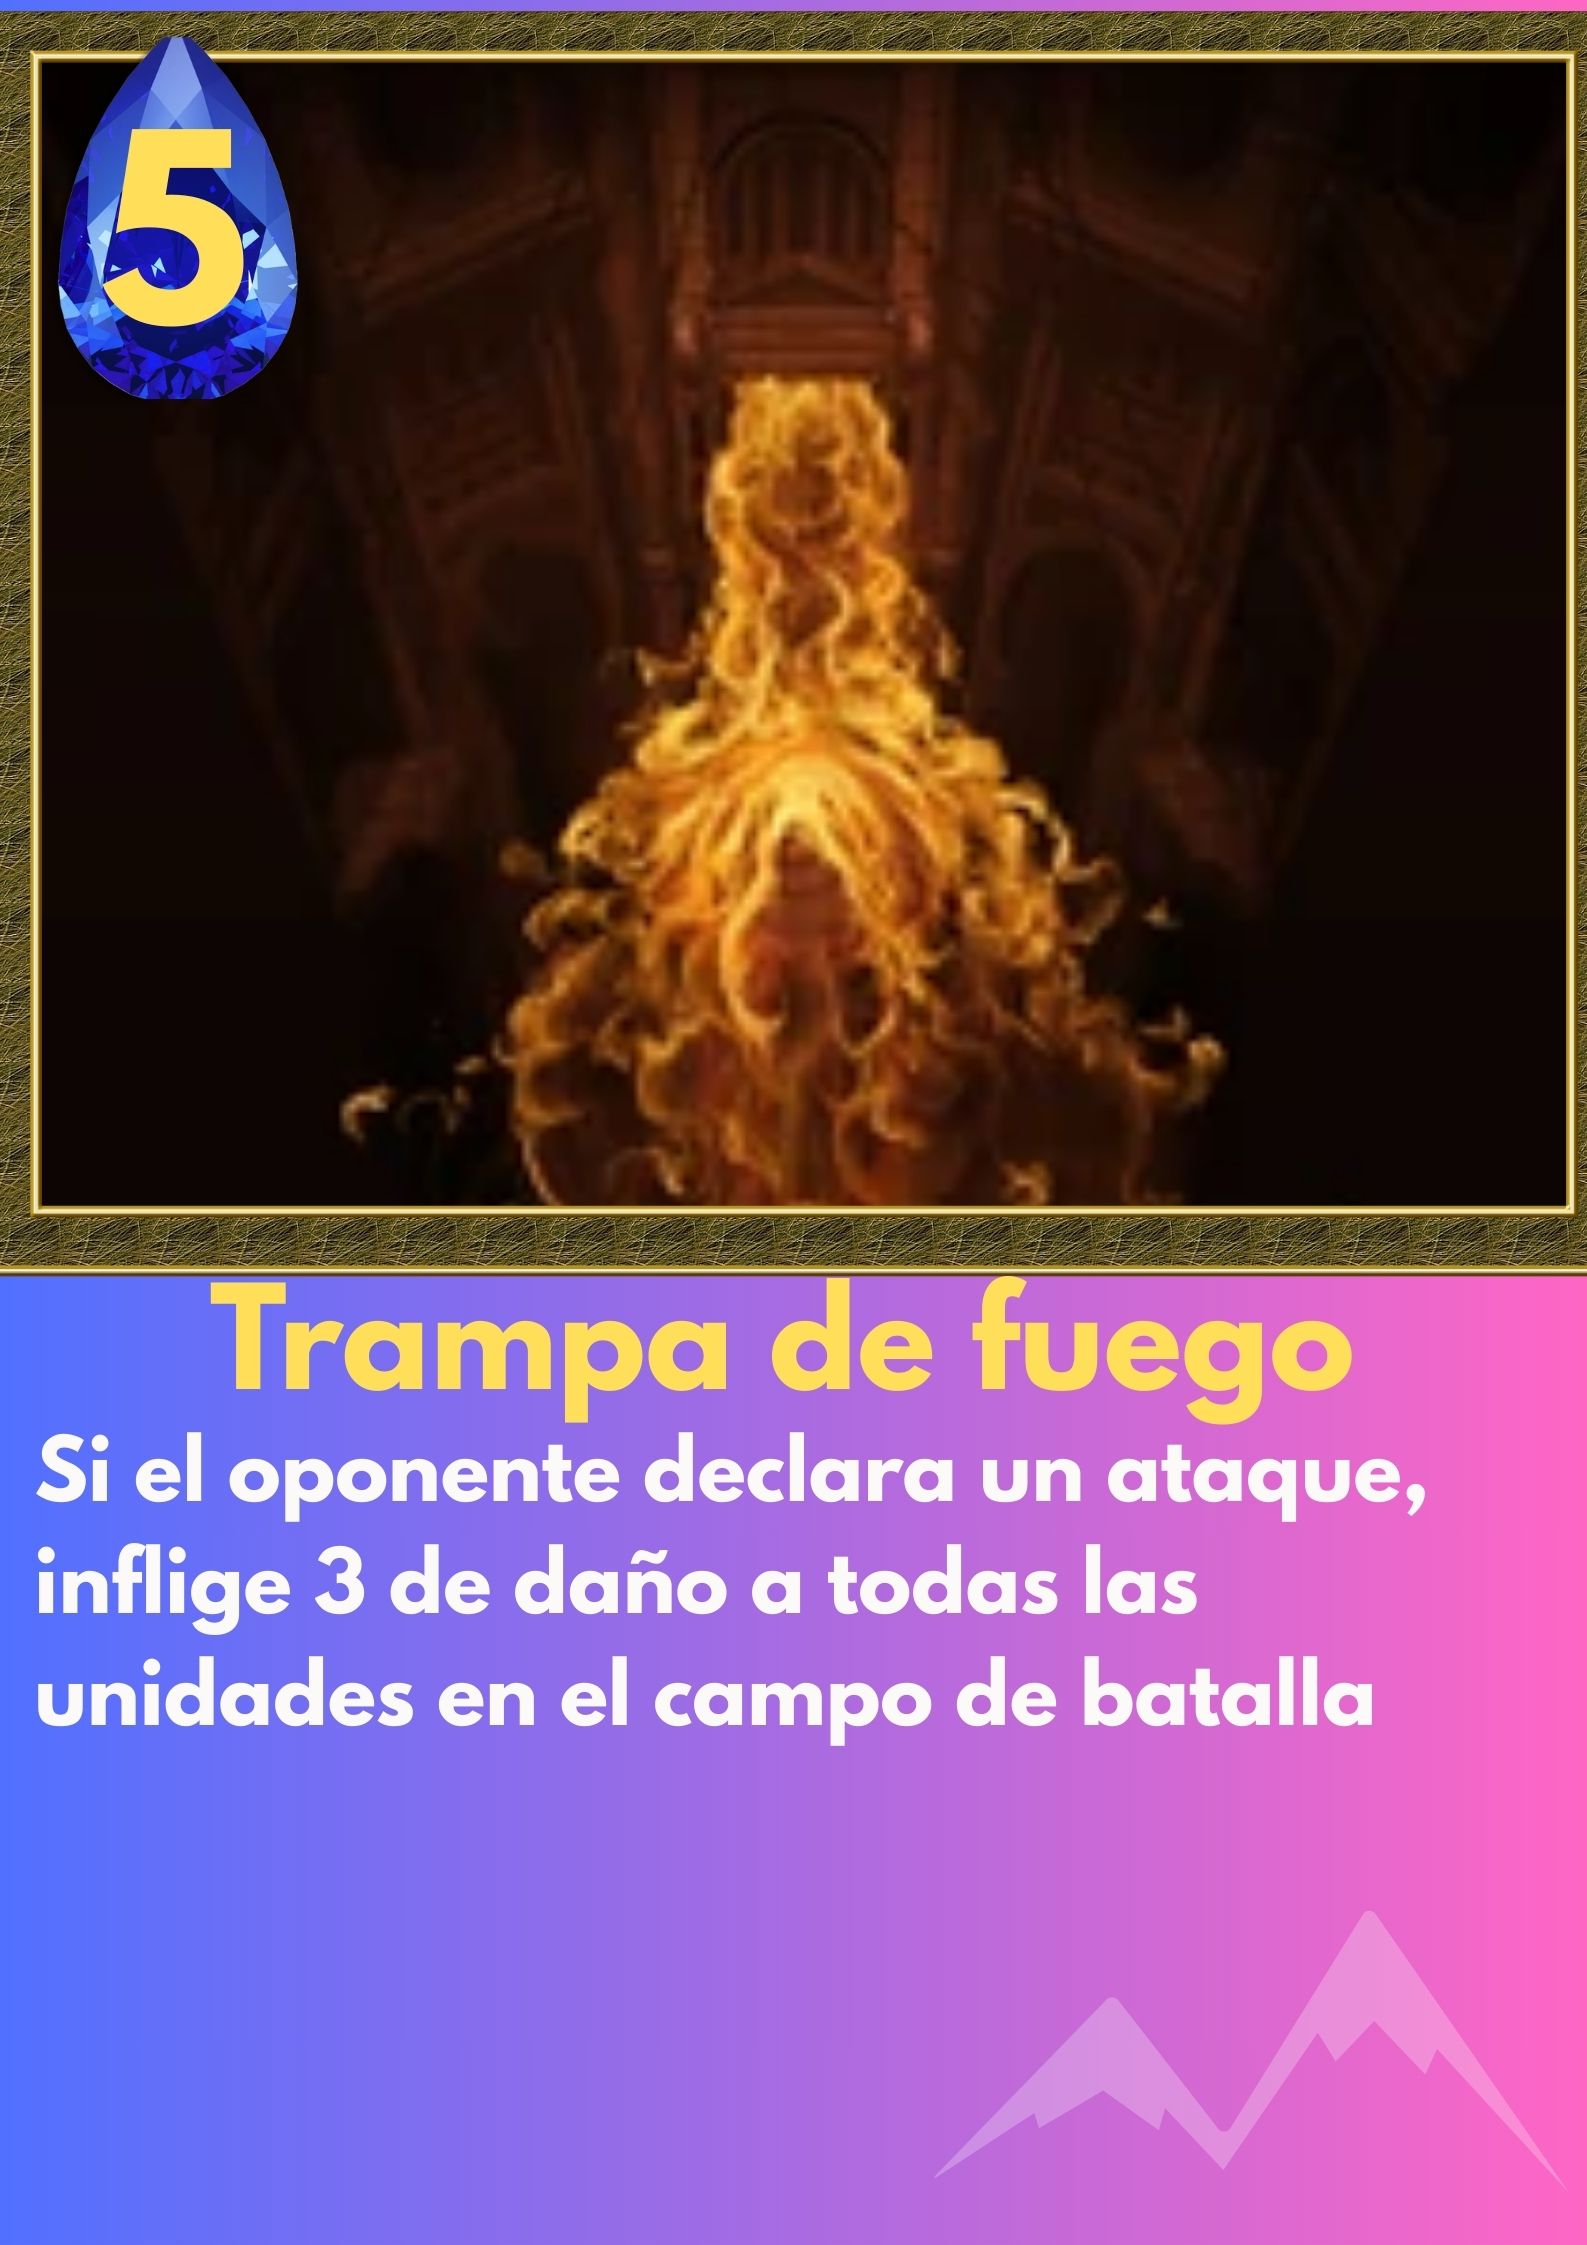 5
Trampa de fuego
Si el oponente declara un ataque,
inflige 3 de daño a todas las
unidades en el campo de batalla